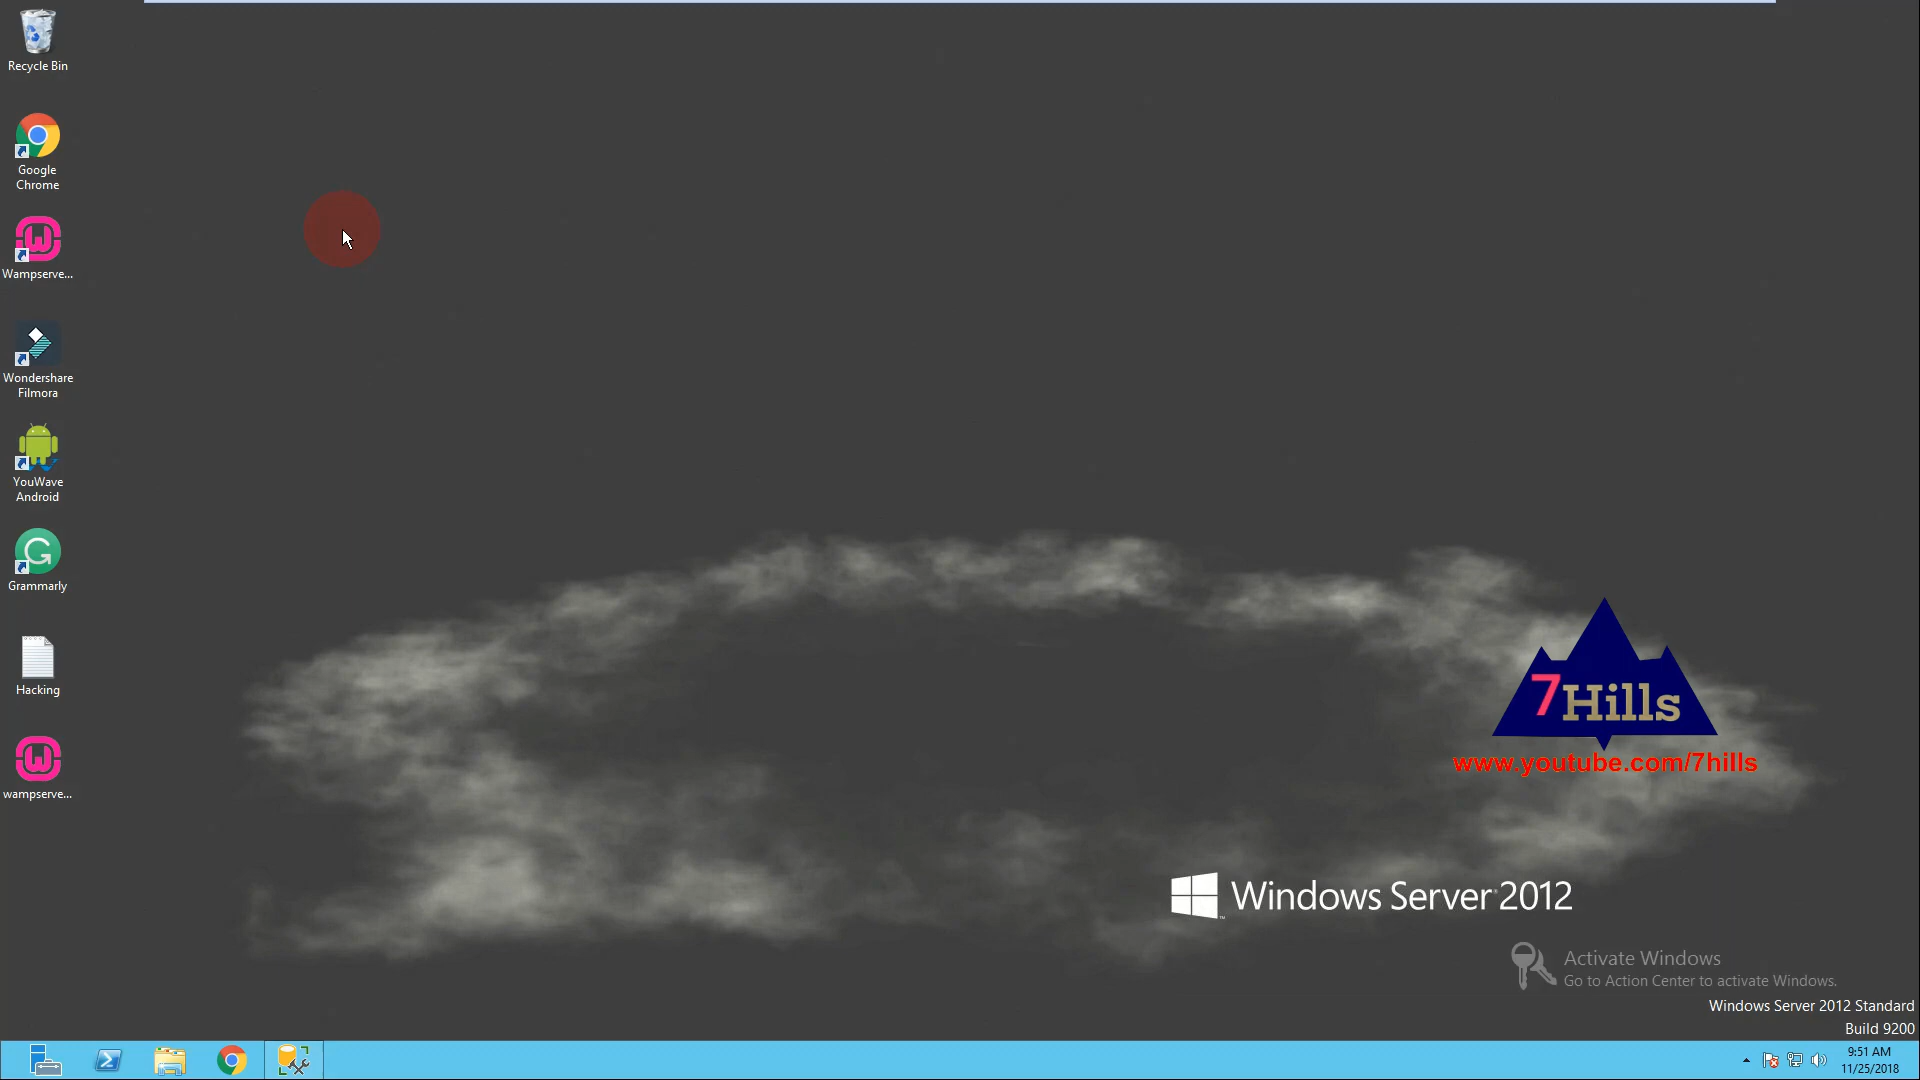 Recycle Bin
Google
Chrome
Wampserve...
Wondershare
Filmora
YouWave
Android
Grammarly
Hacking
wampserve...
7Hills
www.youtube.com/7hills
Windows Server 2012
Activate Windows
Go to Action Center to activate Windows.
Windows Server 2012 Standard
Build 9200
9:51 AM
11/25/2018